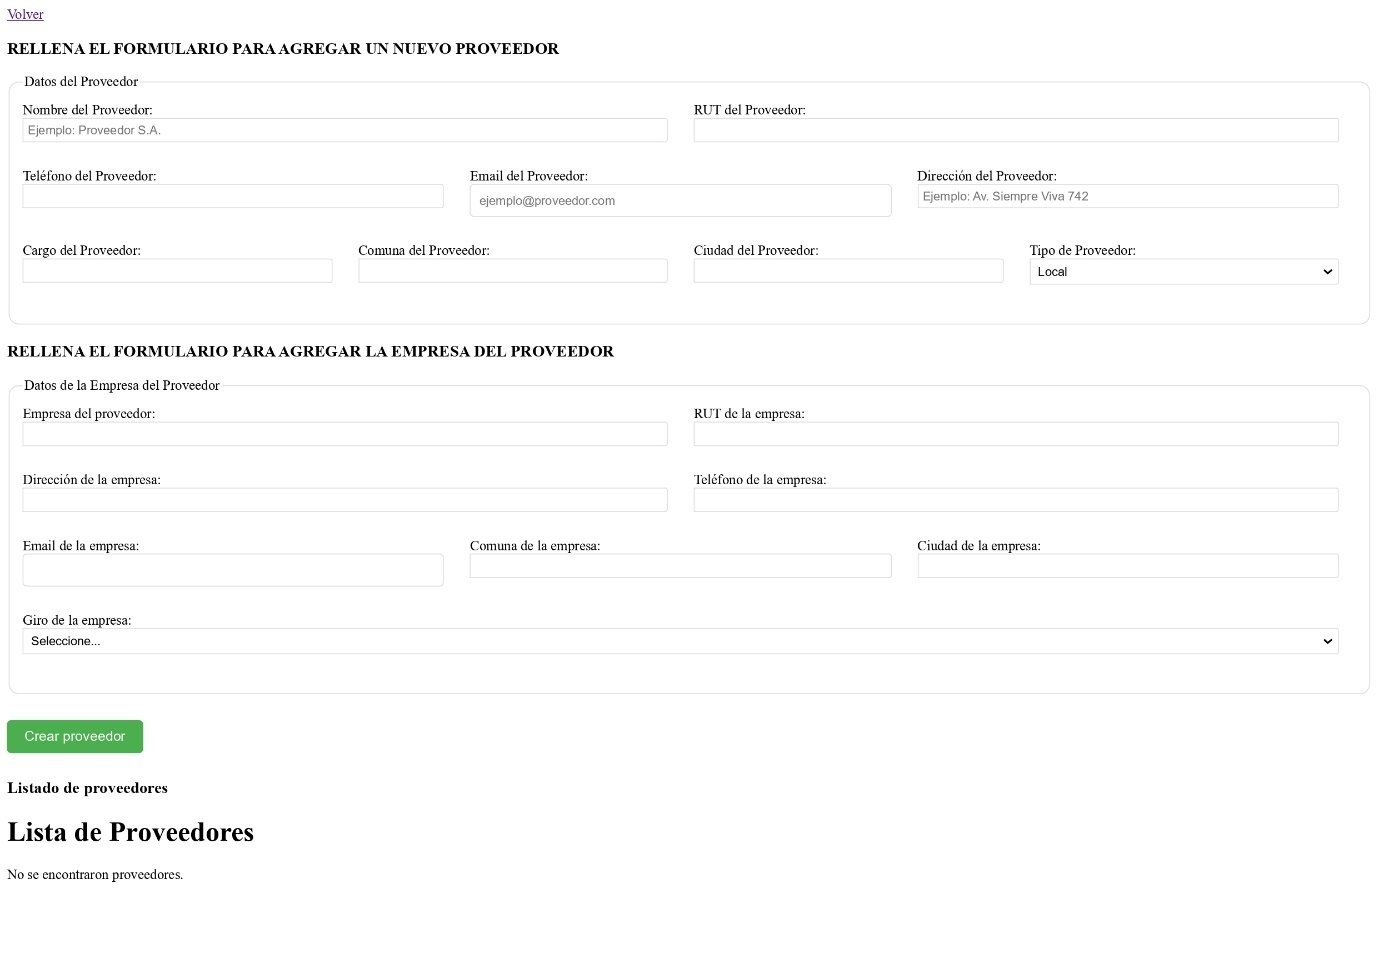 Volver
RELLENA EL FORMULARIO PARA AGREGAR UN NUEVO PROVEEDOR
Datos del Proveedor
Nombre del Proveedor: RUT del Proveedor:
Ejemplo: Proveedor S.A.
Teléfono del Proveedor: Email del Proveedor: Dirección del Proveedor:
ejemplo@proveedor.com Ejemplo: Av. Siempre Viva 742
Cargo del Proveedor: Comuna del Proveedor: Ciudad del Proveedor: Tipo de Proveedor:
Local
RELLENA EL FORMULARIO PARA AGREGAR LA EMPRESA DEL PROVEEDOR
Datos de la Empresa del Proveedor
Empresa del proveedor: RUT de la empresa:
Dirección de la empresa: Teléfono de la empresa:
Email de la empresa: Comuna de la empresa: Ciudad de la empresa:
Giro de la empresa:
Seleccione...
Crear proveedor
Listado de proveedores
Lista de Proveedores
No se encontraron proveedores.